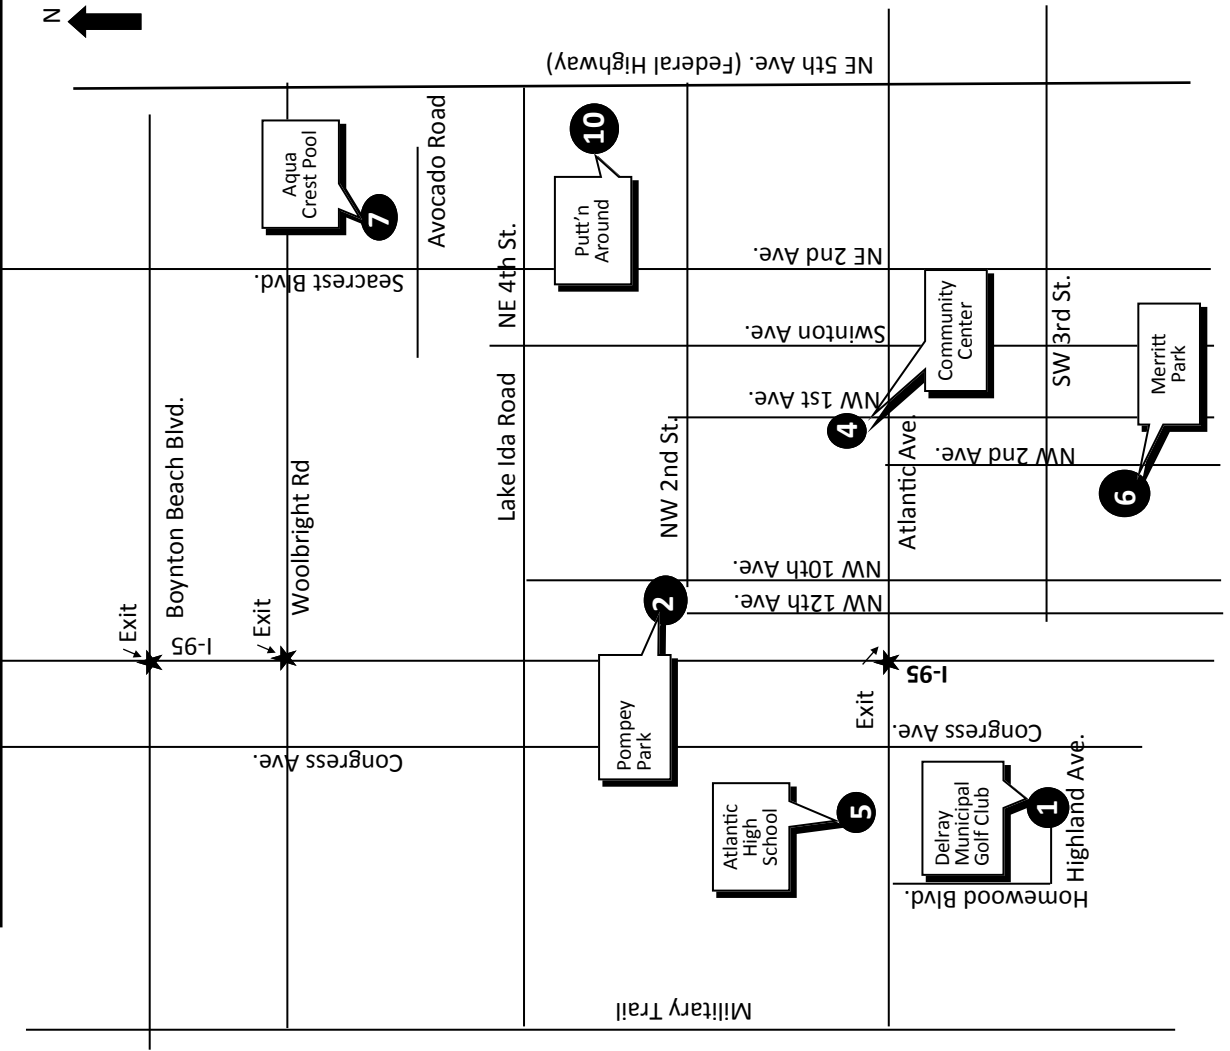 N
Exit
Boynton Beach Blvd.
I-95
Exit
Woolbright Rd
Aqua
Crest Pool
7
Seacrest Blvd.
Avocado Road
Congress Ave.
NE 5th Ave. (Federal Highway)
NE 4th St.
Lake Ida Road
Putt'n
Around
10
NE 2nd Ave.
Swinton Ave.
NW 1st Ave.
NW 2nd St.
Pompey
Park
2
NW 10th Ave.
NW 12th Ave.
4
Community
Center
Atlantic Ave.
NW 2nd Ave.
SW 3rd St.
Merritt
Park
6
Exit
I-95
Congress Ave.
Atlantic
High
School
5
Delray
Municipal
Golf Club
1
Highland Ave.
Homewood Blvd.
Military Trail